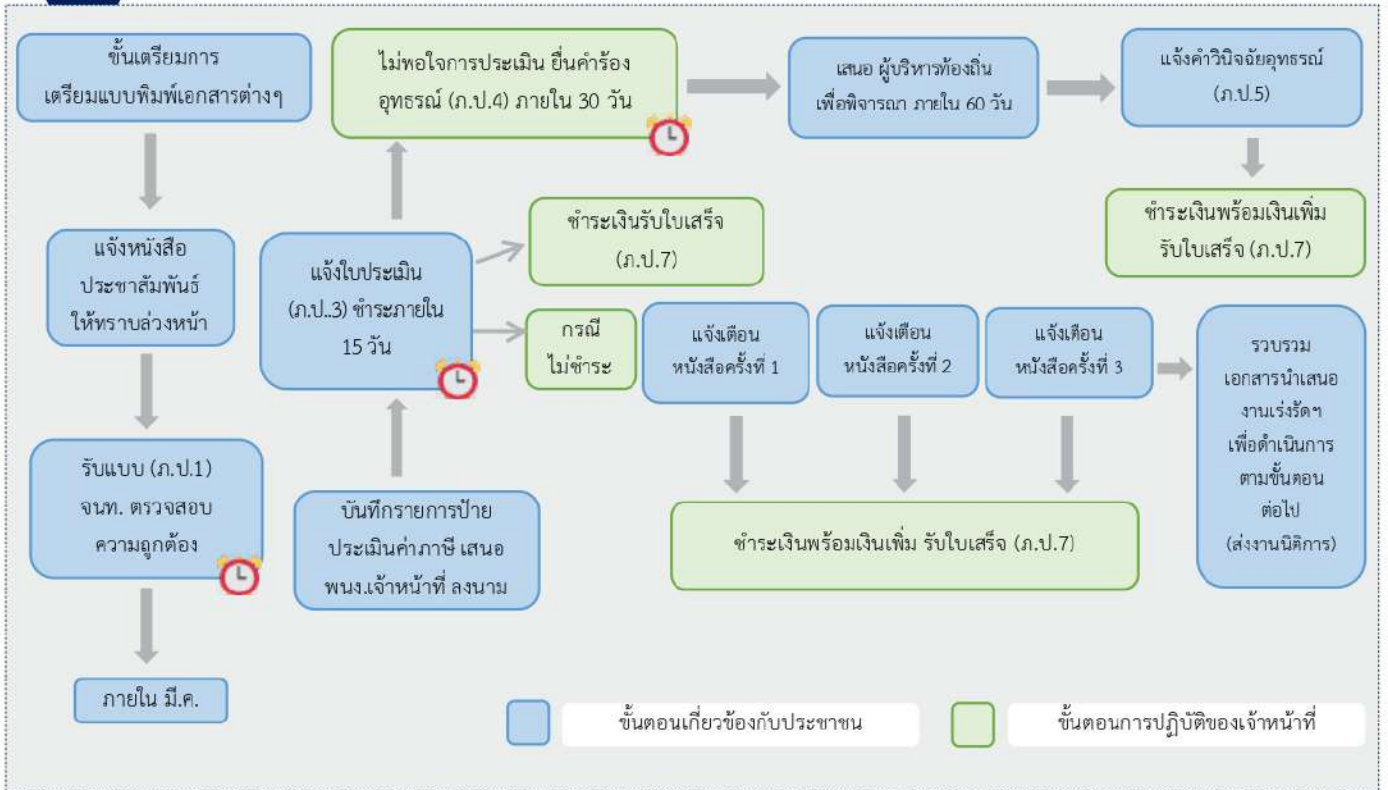 ขั้นเตรียมการ
เตรียมแบบพิมพ์เอกสารต่างๆ
แจ้งหนังสือ
ประชาสัมพันธ์
ให้ทราบล่วงหน้า
รับแบบ (ภ.ป.1)
จนท. ตรวจสอบ
ความถูกต้อง
ภายใน มี.ค.
บันทึกรายการป้าย
ประเมินค่าภาษี เสนอ
พนง.เจ้าหน้าที่ ลงนาม
แจ้งใบประเมิน
(ภ.ป..3) ชำระภายใน
15 วัน
ไม่พอใจการประเมิน ยื่นคำร้อง
อุทธรณ์ (ภ.ป.4) ภายใน 30 วัน
เสนอ ผู้บริหารท้องถิ่น
เพื่อพิจารณา ภายใน 60 วัน
แจ้งคำวินิจฉัยอุทธรณ์
(ภ.ป.5)
ชำระเงินพร้อมเงินเพิ่ม
รับใบเสร็จ (ภ.ป.7)
ชำระเงินรับใบเสร็จ
(ภ.ป.7)
กรณี
ไม่ชำระ
แจ้งเตือน
หนังสือครั้งที่ 1
แจ้งเตือน
หนังสือครั้งที่ 2
แจ้งเตือน
หนังสือครั้งที่ 3
รวบรวม
เอกสารนำเสนอ
งานเร่งรัดฯ
เพื่อดำเนินการ
ตามขั้นตอน
ต่อไป
(ส่งงานนิติการ)
ชำระเงินพร้อมเงินเพิ่ม รับใบเสร็จ (ภ.ป.7)
ขั้นตอนเกี่ยวข้องกับประชาชน
ขั้นตอนการปฏิบัติของเจ้าหน้าที่